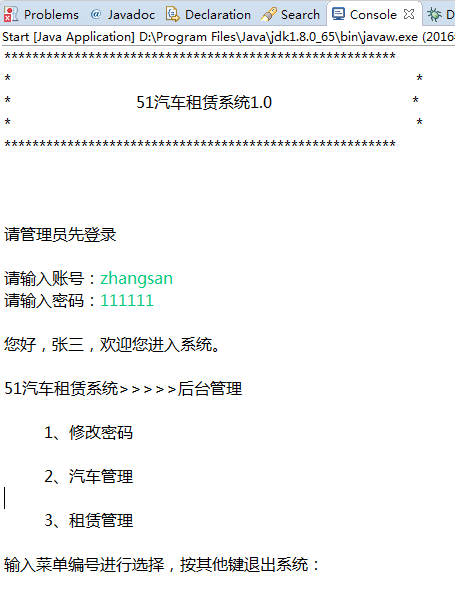 Problems @ Javadoc Declaration Search Console D
Start [Java Application] D:\Program Files\Java\jdk1.8.0_65\bin\javaw.exe (2016
********************************************************
* *
* 51汽车租赁系统1.0 *
* *
********************************************************
请管理员先登录
请输入账号：zhangsan
请输入密码：111111
您好，张三，欢迎您进入系统。
51汽车租赁系统>>>>>后台管理
1、修改密码
2、汽车管理
3、租赁管理
输入菜单编号进行选择，按其他键退出系统：